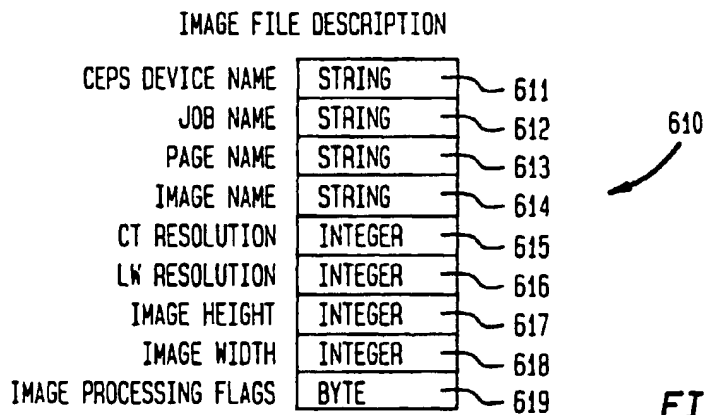 IMAGE FILE DESCRIPTION
CEPS DEVICE NAME STRING 611
JOB NAME STRING 612
610
PAGE NAME STRING 613
IMAGE NAME STRING 614
CT RESOLUTION INTEGER 615
LW RESOLUTION INTEGER 616
IMAGE HEIGHT INTEGER 617
IMAGE WIDTH INTEGER 618
IMAGE PROCESSING FLAGS BYTE 619
FI